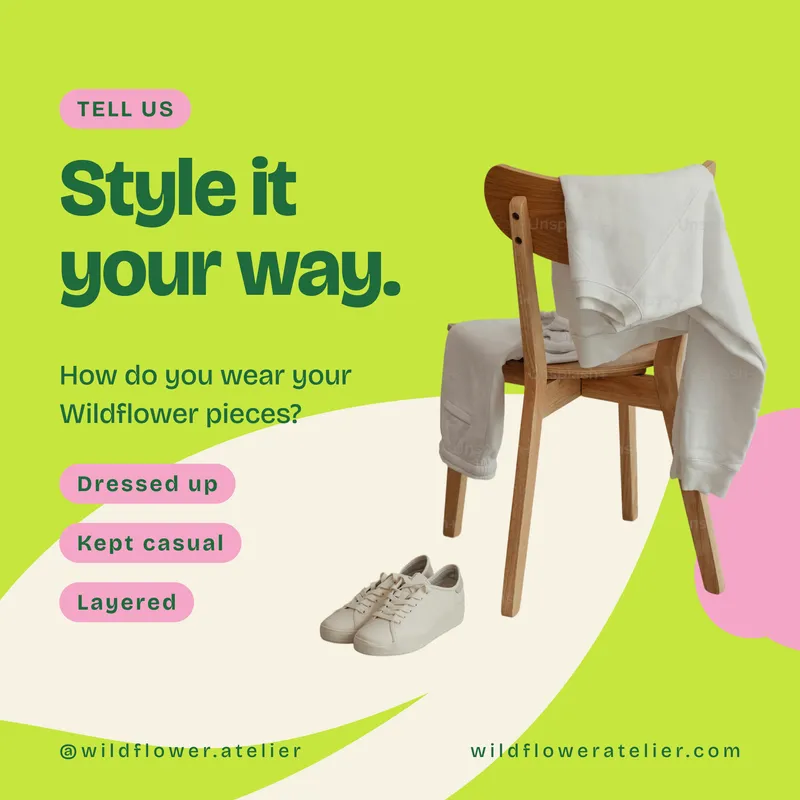 TELL US
Style it
your way.
How do you wear your
Wildflower pieces?
Dressed up
Kept casual
Layered
@wildflower.atelier
wildfloweratelier.com